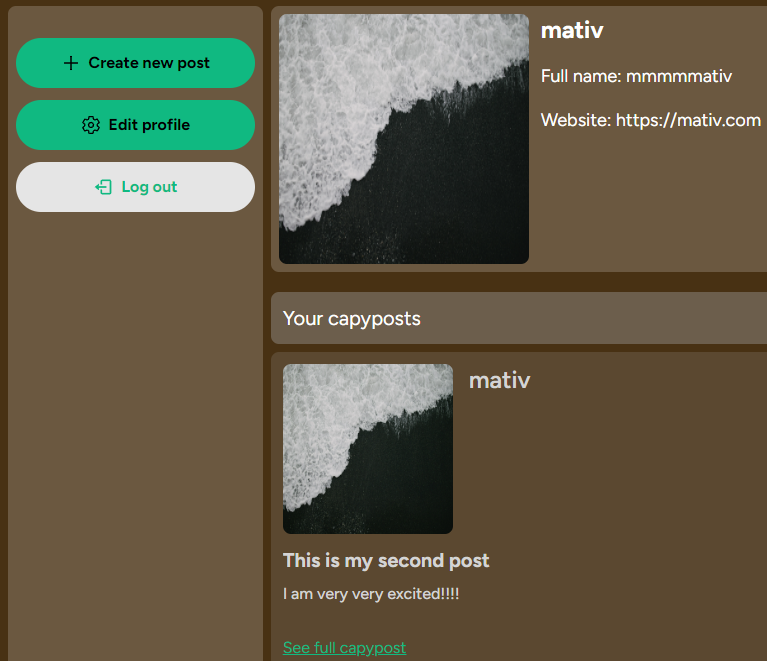 Create new post
Edit profile
Log out
mativ
Full name: mmmmmativ
Website: https://mativ.com
Your capyposts
mativ
This is my second post
I am very very excited!!!!
See full capypost